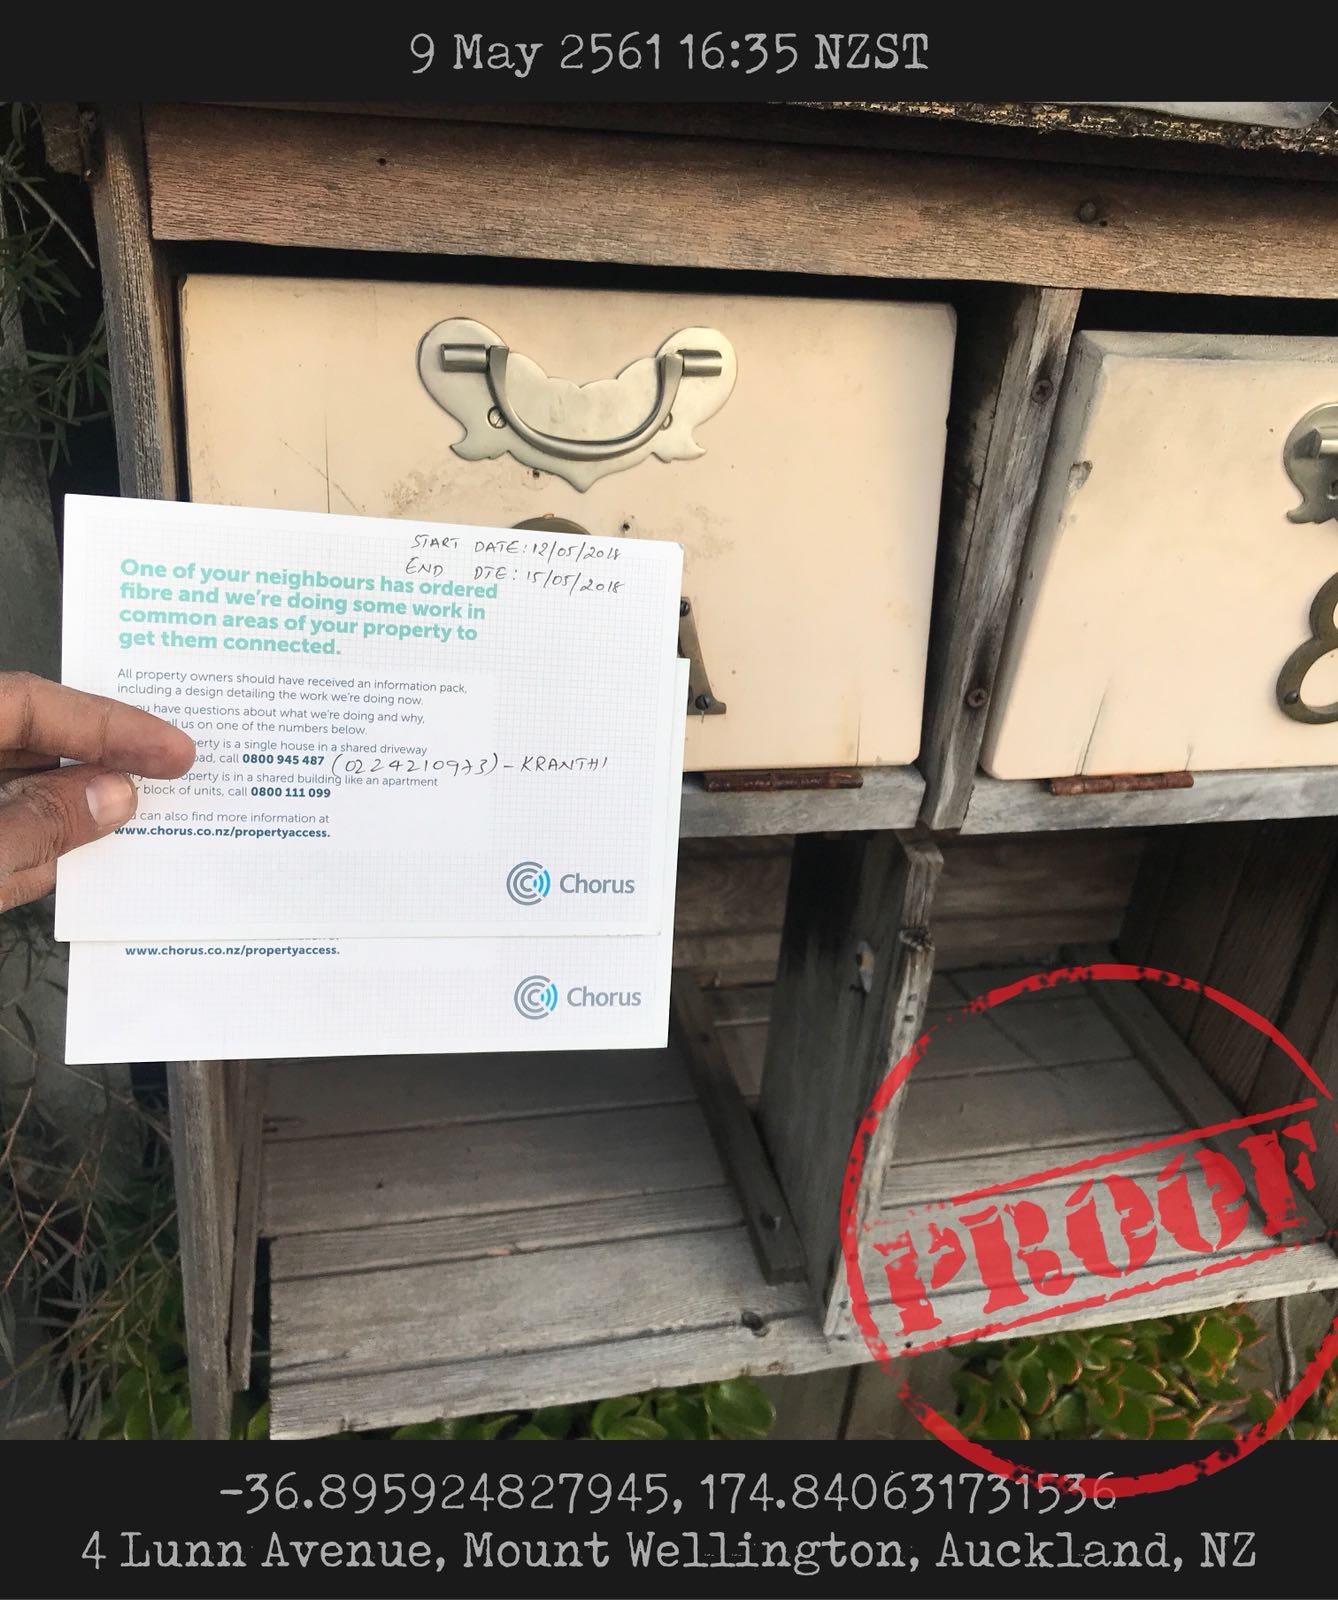 9 May 2561 16:35 NZST
START DATE: 12/05/2018
END DTE: 15/05/2018
One of your neighbours has ordered
fibre and we're doing some work in
common areas of your property to
get them connected.
All property owners should have received an information pack,
including a design detailing the work we're doing now.
you have questions about what we're doing and why,
us on one of the numbers below.
is a single house in a shared driveway
call 0800 945 487 (0224210973) - KRANTHI
property is in a shared building like an apartment
block of units, call 0800 111 099
can also find more information at
www.chorus.co.nz/propertyaccess.
Chorus
www.chorus.co.nz/propertyaccess.
Chorus
8
PROOF
-36.895924827945, 174.840631731536
4 Lunn Avenue, Mount Wellington, Auckland, NZ